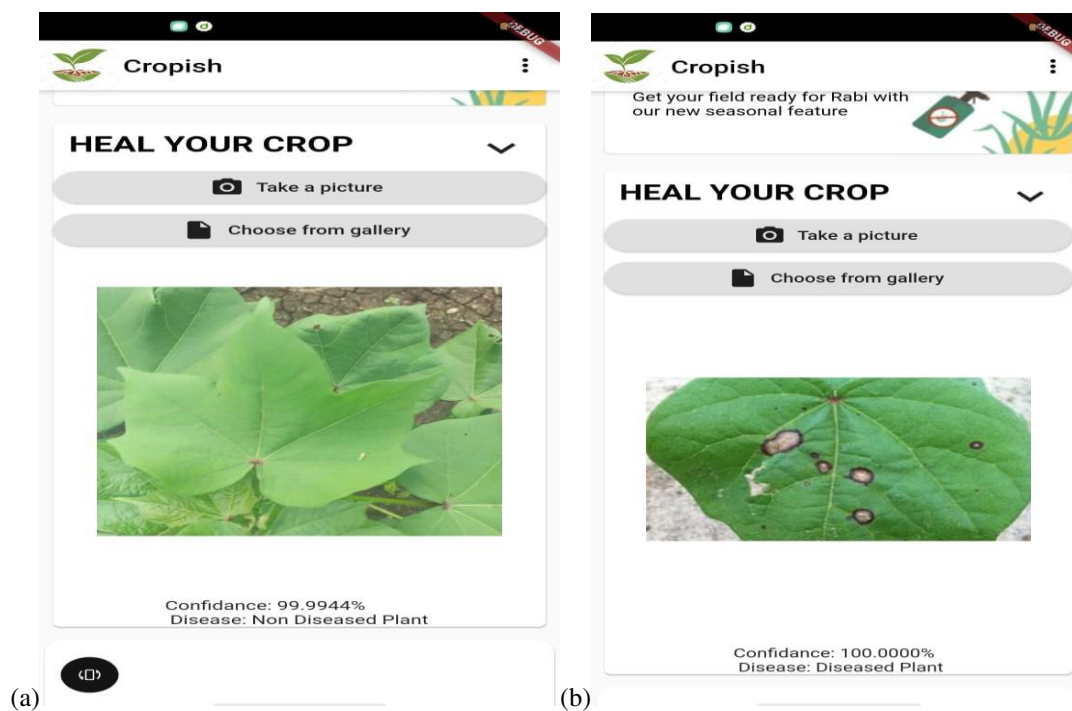 DEBUG
Cropish
HEAL YOUR CROP
Take a picture
Choose from gallery
Confidance: 99.9944%
Disease: Non Diseased Plant
(a)
DEBUG
Cropish
Get your field ready for Rabi with
our new seasonal feature
HEAL YOUR CROP
Take a picture
Choose from gallery
Confidance: 100.0000%
Disease: Diseased Plant
(b)